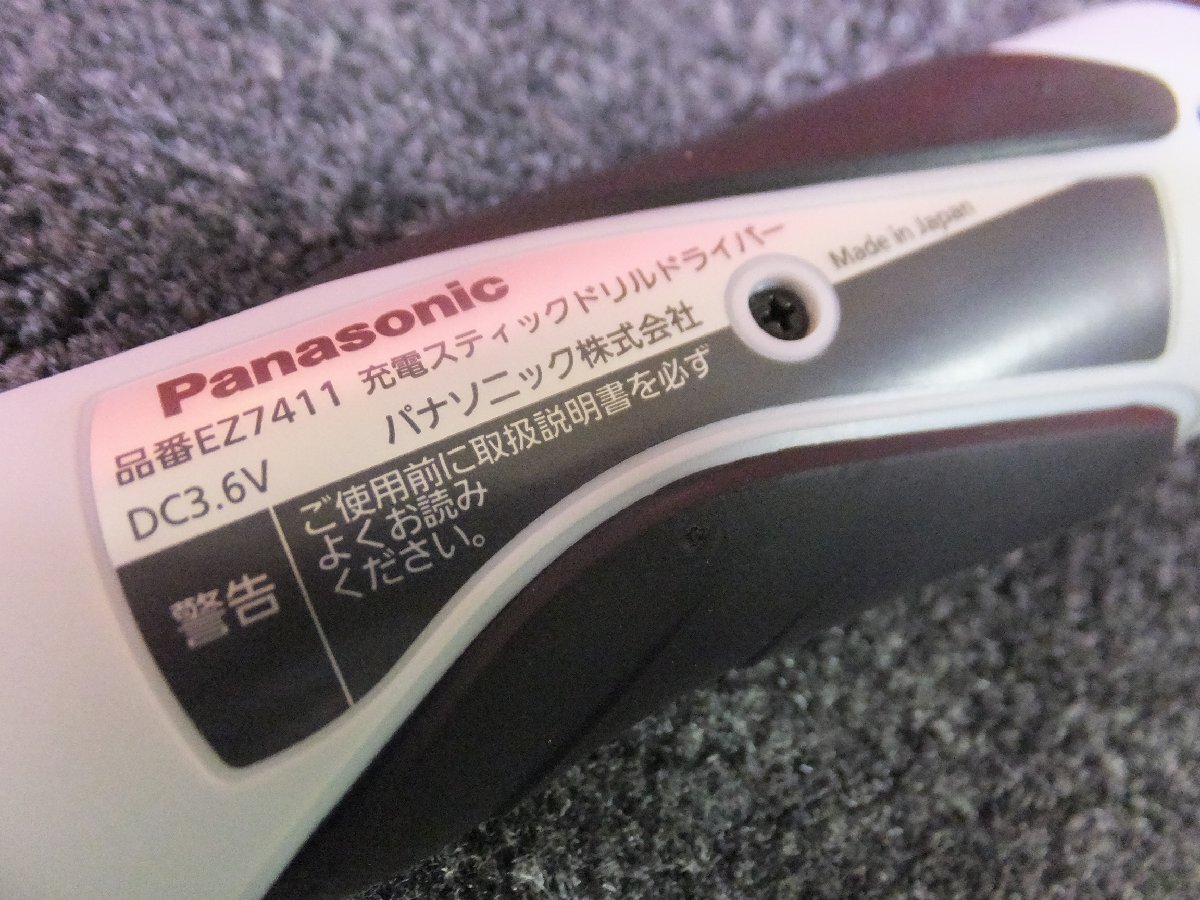 Panasonic
品番EZ7411 充電スティックドリルドライバー
DC3.6V パナソニック株式会社
Made in Japan
警告
ご使用前に取扱説明書を必ず
よくお読み
ください。